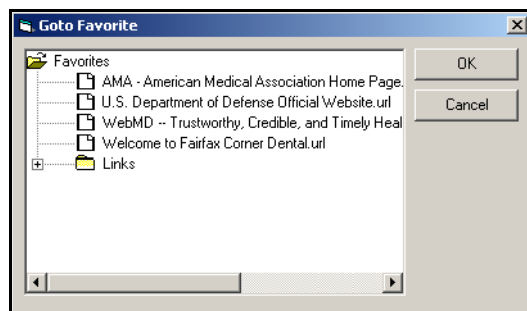 Goto Favorite
Favorites
AMA - American Medical Association Home Page.
U.S. Department of Defense Official Website.url
WebMD -- Trustworthy, Credible, and Timely Heal
Welcome to Fairfax Corner Dental.url
Links
OK
Cancel